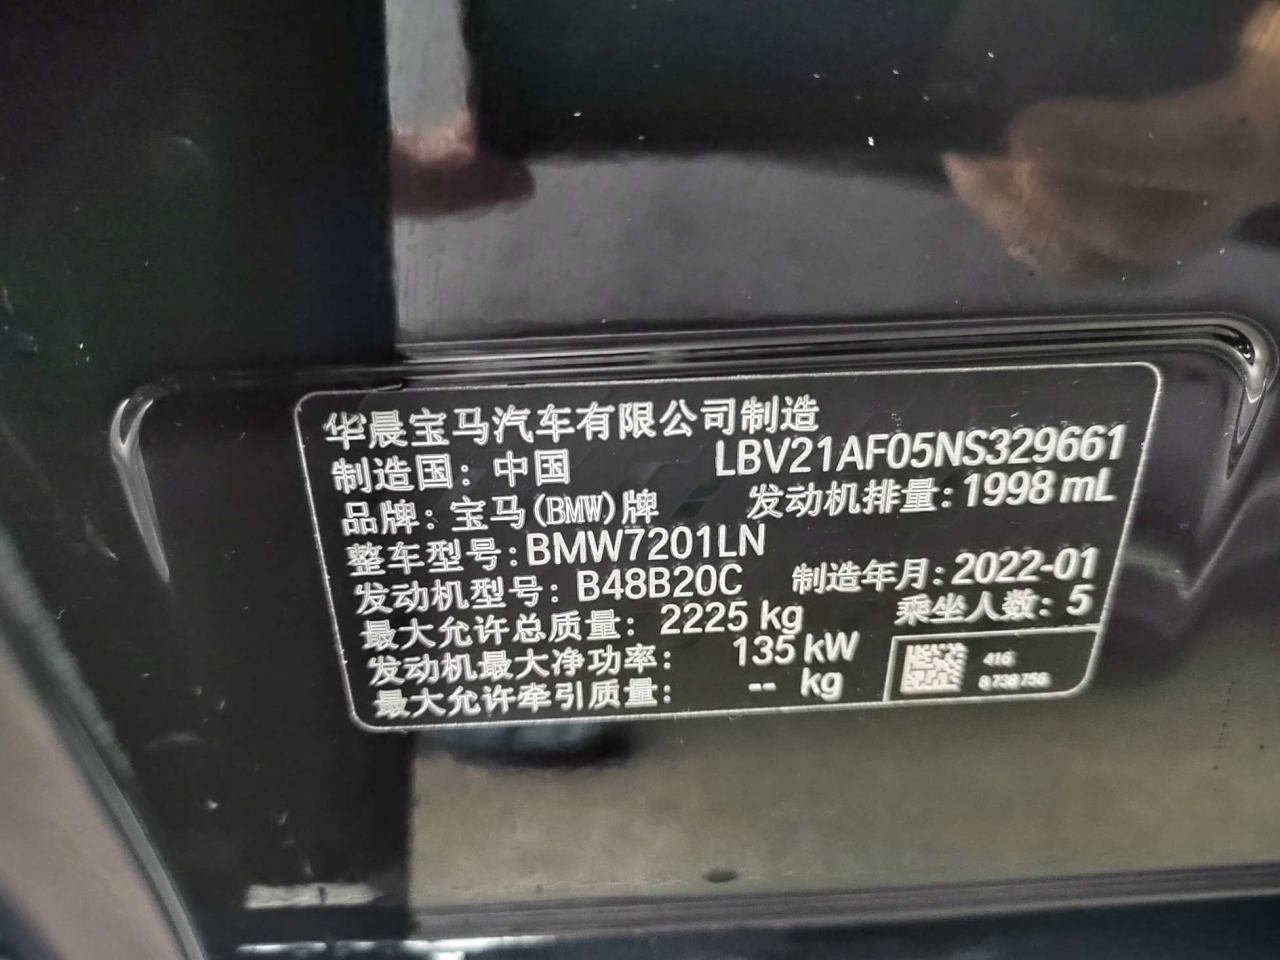 华晨宝马汽车有限公司制造
制造国：中国 LBV21AF05NS329661
品牌：宝马(BMW)牌 发动机排量：1998 mL
整车型号：BMW7201LN
发动机型号：B48B20C 制造年月：2022-01
最大允许总质量：2225 kg 乘坐人数：5
发动机最大净功率：135 kW
最大允许牵引质量：-- kg
416
8 738 756